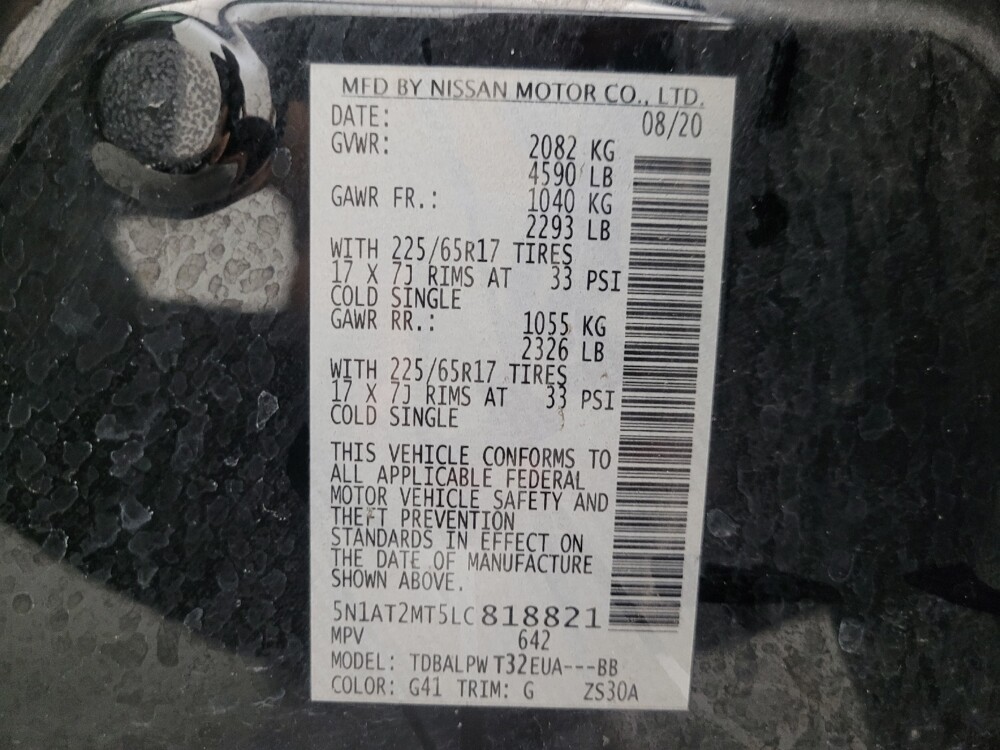 MFD BY NISSAN MOTOR CO., LTD.
DATE: 08/20
GVWR: 2082 KG
4590 LB
GAWR FR.: 1040 KG
2293 LB
WITH 225/65R17 TIRES
17 X 7J RIMS AT 33 PSI
COLD SINGLE
GAWR RR.: 1055 KG
2326 LB
WITH 225/65R17 TIRES
17 X 7J RIMS AT 33 PSI
COLD SINGLE
THIS VEHICLE CONFORMS TO
ALL APPLICABLE FEDERAL
MOTOR VEHICLE SAFETY AND
THEFT PREVENTION
STANDARDS IN EFFECT ON
THE DATE OF MANUFACTURE
SHOWN ABOVE.
5N1AT2MT5LC818821
MPV 642
MODEL: TDBALPWT32EUA---BB
COLOR: G41 TRIM: G ZS30A